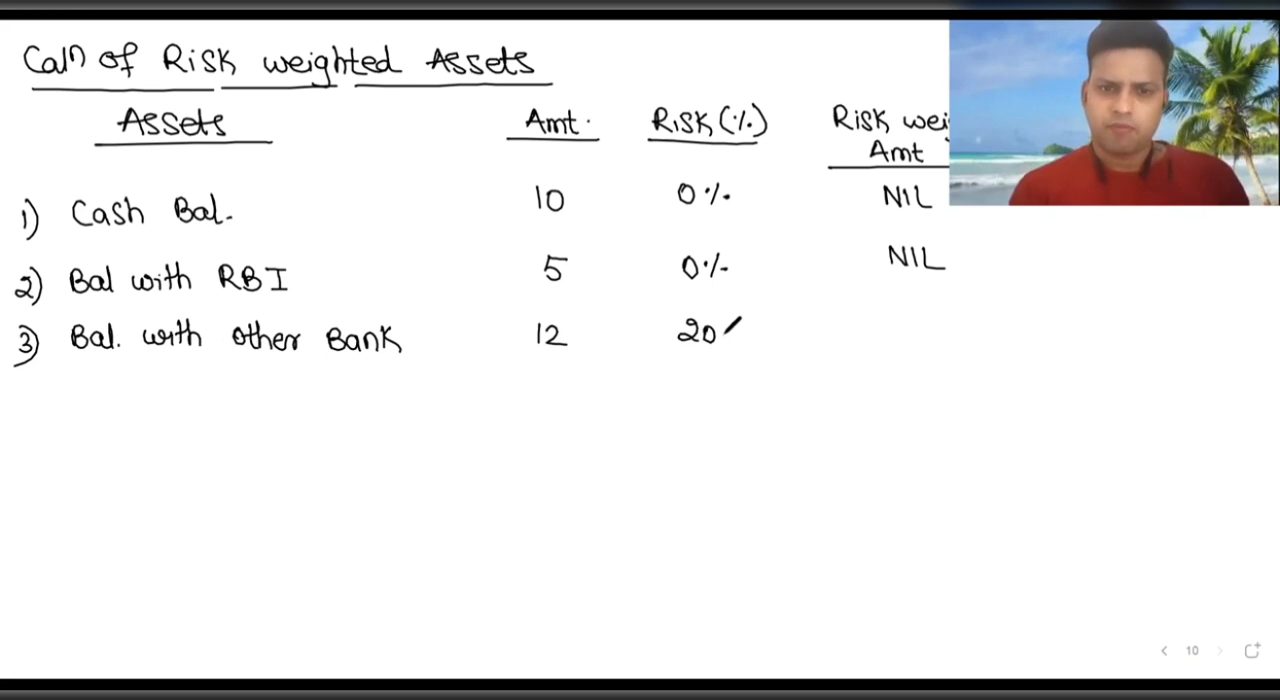 Caln of Risk weighted Assets
Assets Amt. Risk (%) Risk
Amt
1) Cash Bal. 10 0% NIL
2) Bal with RBI 5 0% NIL
3) Bal. with other Bank 12 20
< 10 >